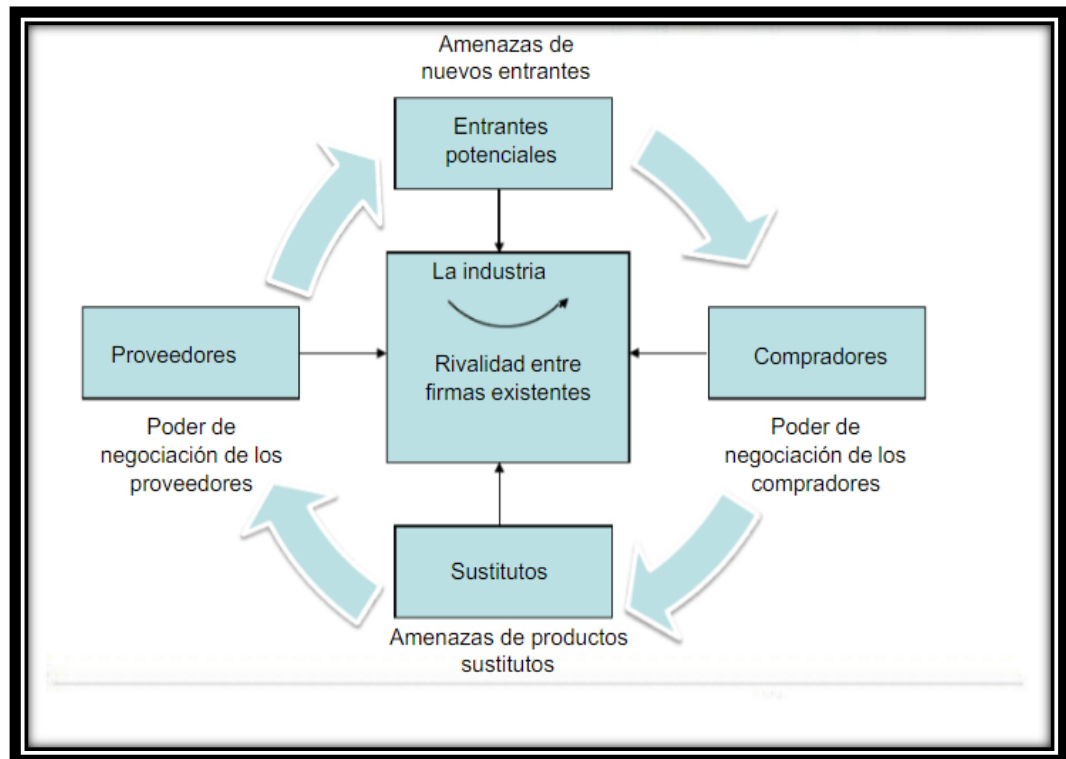 Amenazas de
nuevos entrantes
Entrantes
potenciales
La industria
Rivalidad entre
firmas existentes
Proveedores
Poder de
negociación de los
proveedores
Compradores
Poder de
negociación de los
compradores
Sustitutos
Amenazas de productos
sustitutos